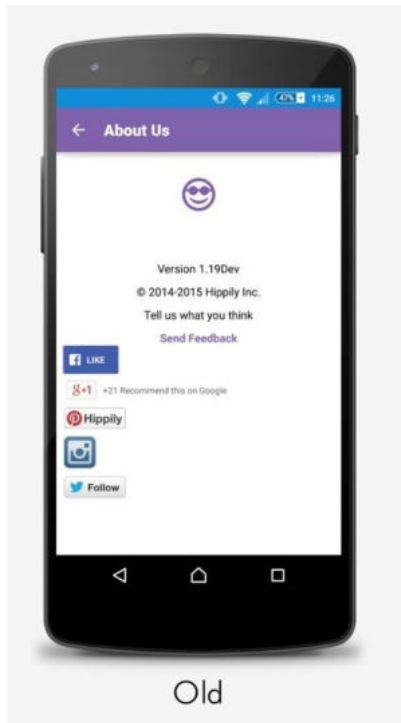 47% 11:26
About Us
Version 1.19Dev
© 2014-2015 Hippily Inc.
Tell us what you think
Send Feedback
LIKE
g+1 +21 Recommend this on Google
Hippily
Follow
Old